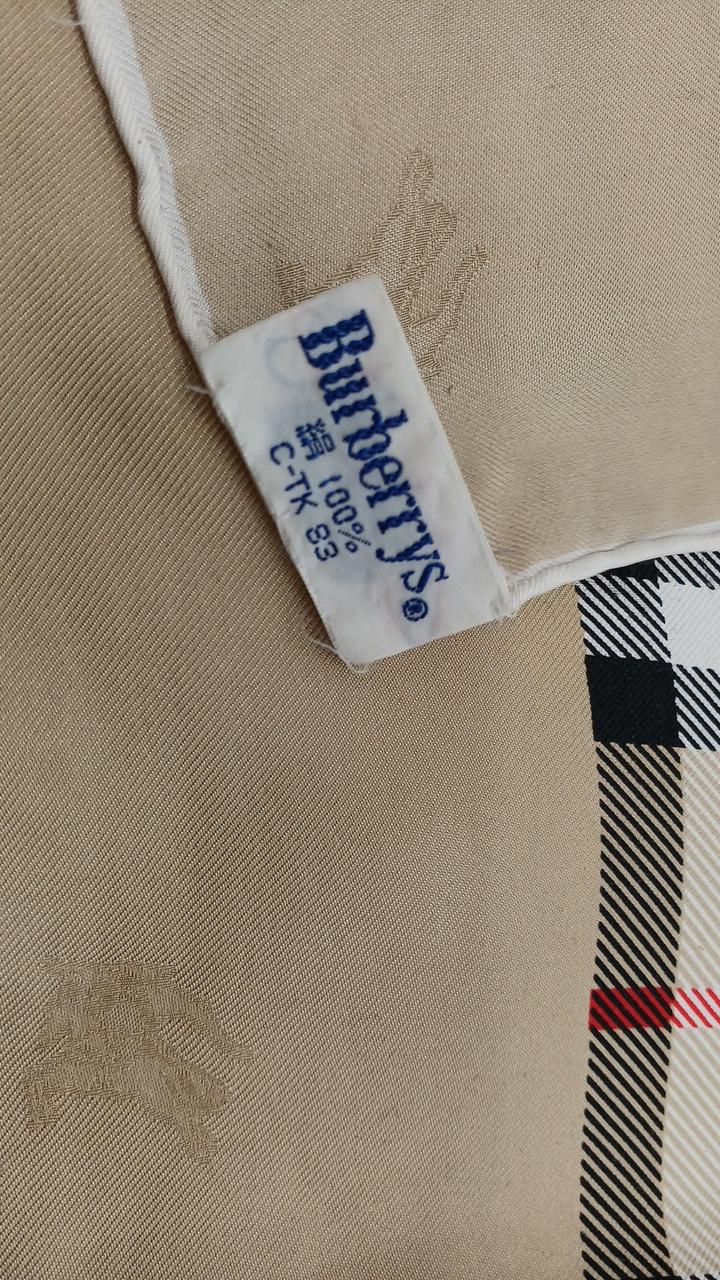 Burberrys®
絹 100%
C-TK 83